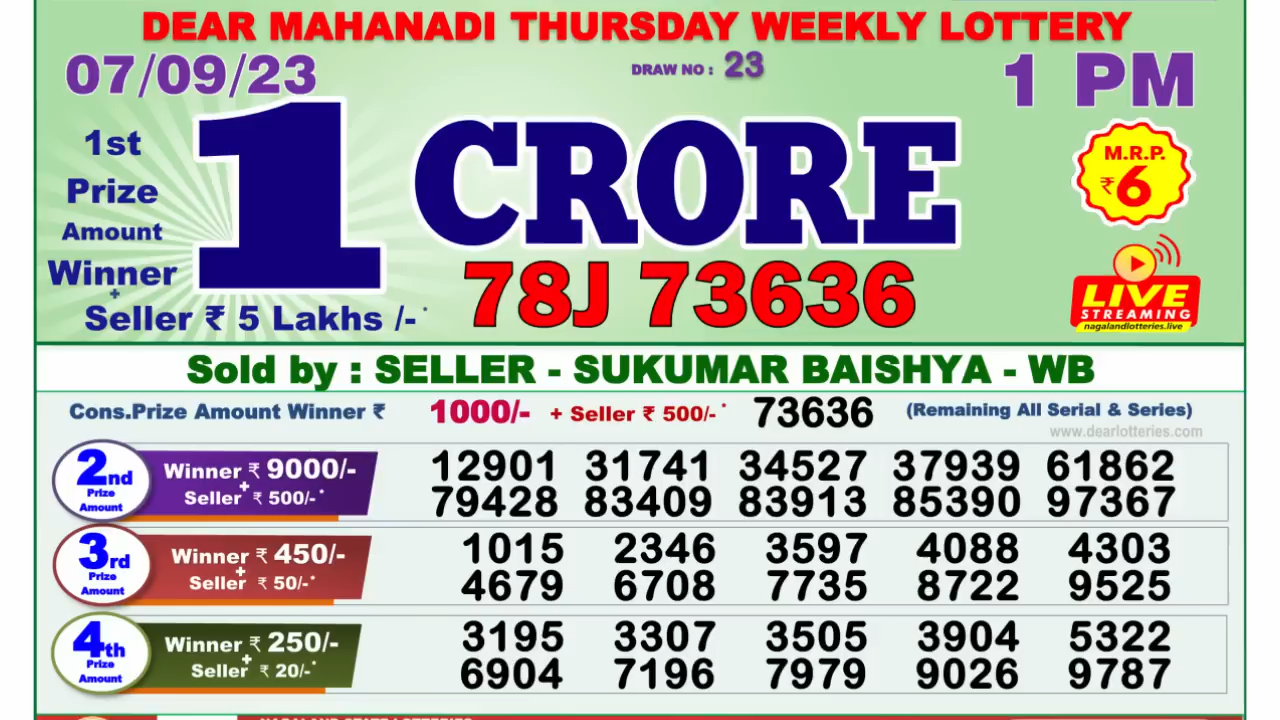 DEAR MAHANADI THURSDAY WEEKLY LOTTERY
07/09/23
DRAW NO : 23
1 PM
1st
Prize
Amount
Winner
+
Seller ₹ 5 Lakhs /-*
1 CRORE
78J 73636
M.R.P.
₹6
LIVE
STREAMING
nagalandlotteries.live
Sold by : SELLER - SUKUMAR BAISHYA - WB
Cons.Prize Amount Winner ₹ 1000/- + Seller ₹ 500/-* 73636 (Remaining All Serial & Series)
www.dearlotteries.com
2nd
Prize
Amount
Winner ₹ 9000/-
+
Seller ₹ 500/-*
12901 31741 34527 37939 61862
79428 83409 83913 85390 97367
3rd
Prize
Amount
Winner ₹ 450/-
+
Seller ₹ 50/-*
1015 2346 3597 4088 4303
4679 6708 7735 8722 9525
4th
Prize
Amount
Winner ₹ 250/-
+
Seller ₹ 20/-*
3195 3307 3505 3904 5322
6904 7196 7979 9026 9787